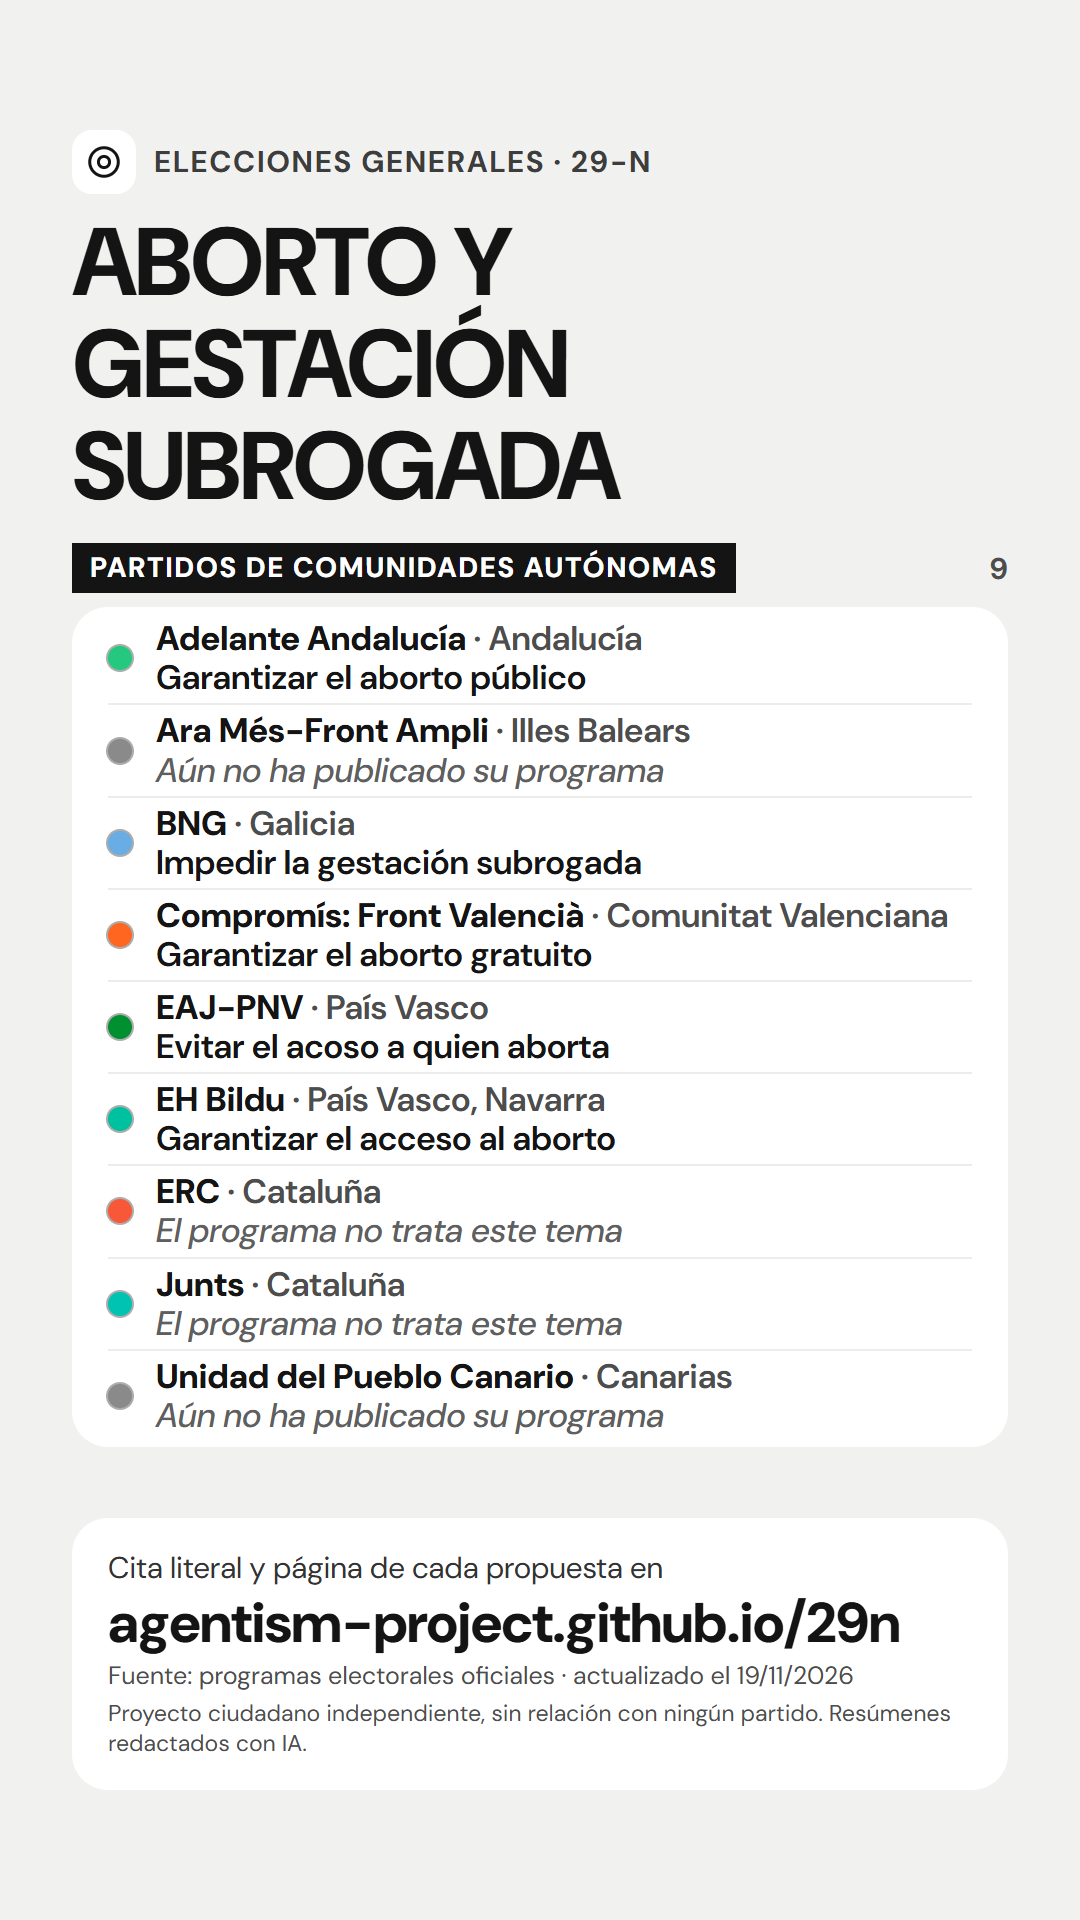 ELECCIONES GENERALES · 29-N
ABORTO Y
GESTACIÓN
SUBROGADA
PARTIDOS DE COMUNIDADES AUTÓNOMAS 9
Adelante Andalucía · Andalucía
Garantizar el aborto público
Ara Més-Front Ampli · Illes Balears
Aún no ha publicado su programa
BNG · Galicia
Impedir la gestación subrogada
Compromís: Front Valencià · Comunitat Valenciana
Garantizar el aborto gratuito
EAJ-PNV · País Vasco
Evitar el acoso a quien aborta
EH Bildu · País Vasco, Navarra
Garantizar el acceso al aborto
ERC · Cataluña
El programa no trata este tema
Junts · Cataluña
El programa no trata este tema
Unidad del Pueblo Canario · Canarias
Aún no ha publicado su programa
Cita literal y página de cada propuesta en
agentism-project.github.io/29n
Fuente: programas electorales oficiales · actualizado el 19/11/2026
Proyecto ciudadano independiente, sin relación con ningún partido. Resúmenes
redactados con IA.